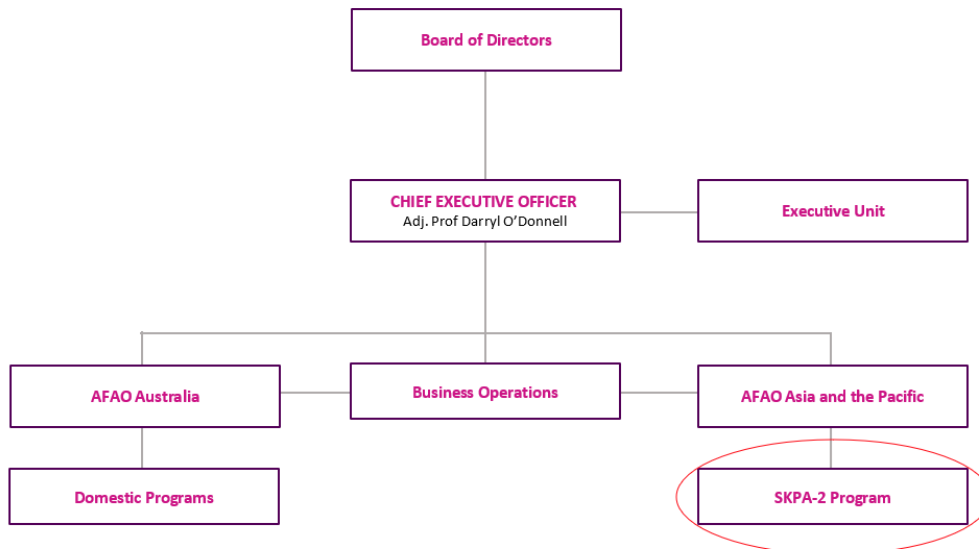 Board of Directors
CHIEF EXECUTIVE OFFICER
Adj. Prof Darryl O’Donnell
Executive Unit
AFAO Australia
Business Operations
AFAO Asia and the Pacific
Domestic Programs
SKPA-2 Program